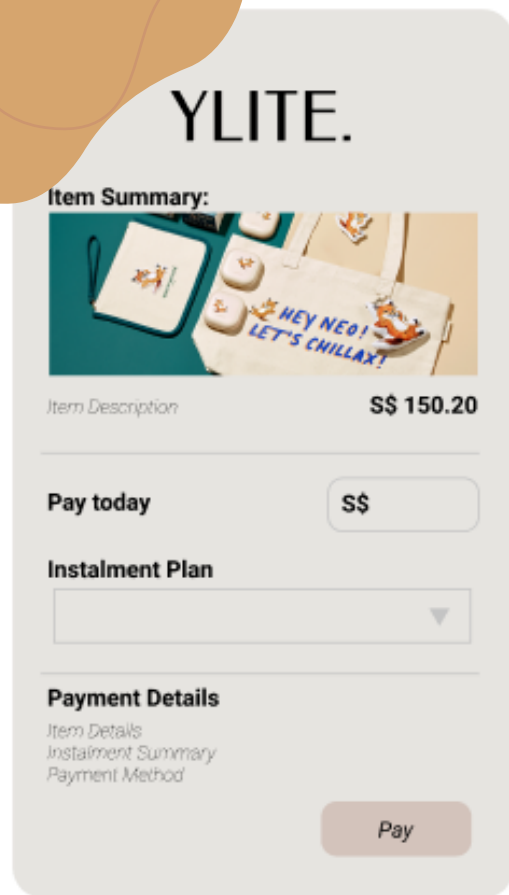 YLITE.
Item Summary:
HEY NEO!
LET'S CHILLAX!
Item Description
S$ 150.20
Pay today
S$
Instalment Plan
Payment Details
Item Details
Instalment Summary
Payment Method
Pay